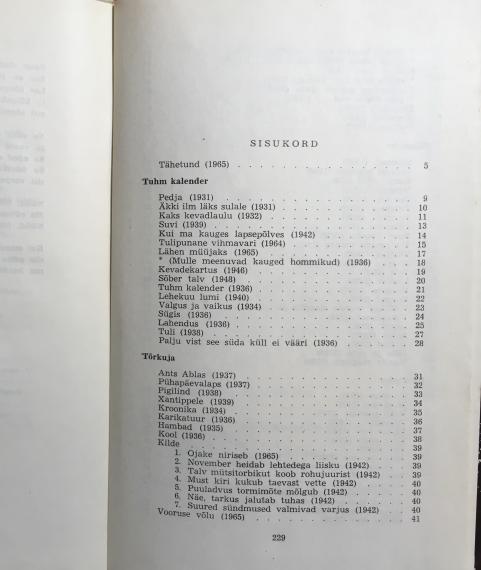 SISUKORD
Tähetund (1965) . . . . . . . . . . . . . . . 5
Tuhm kalender
Pedja (1931) . . . . . . . . . . . . . . . 9
Äkki ilm läks sulale (1931) . . . . . . . . . . . . 10
Kaks kevadlaulu (1932) . . . . . . . . . . . . 11
Suvi (1939) . . . . . . . . . . . . . . . 13
Kui ma kauges lapsepõlves (1942) . . . . . . . . . 14
Tulipunane vihmavari (1964) . . . . . . . . . . . 15
Lähen müüjaks (1965) . . . . . . . . . . . . 17
* (Mulle meenuvad kauged hommikud) (1936) . . . . . 18
Kevadekartus (1946) . . . . . . . . . . . . . 19
Sõber talv (1948) . . . . . . . . . . . . . . 20
Tuhm kalender (1936) . . . . . . . . . . . . 21
Lehekuu lumi (1940) . . . . . . . . . . . . . 22
Valgus ja vaikus (1934) . . . . . . . . . . . . 23
Sügis (1936) . . . . . . . . . . . . . . . 24
Lahendus (1936) . . . . . . . . . . . . . . 25
Tuli (1938) . . . . . . . . . . . . . . . 27
Palju vist see süda küll ei vääri (1936) . . . . . . . 28
Tõrkuja
Ants Ablas (1937) . . . . . . . . . . . . . 31
Pühapäevalaps (1937) . . . . . . . . . . . . 32
Pigilind (1938) . . . . . . . . . . . . . . 33
Xantippele (1939) . . . . . . . . . . . . . 34
Kroonika (1934) . . . . . . . . . . . . . . 35
Karikatuur (1936) . . . . . . . . . . . . . 36
Hambad (1935) . . . . . . . . . . . . . . 37
Kool (1936) . . . . . . . . . . . . . . . 38
Kilde . . . . . . . . . . . . . . . . . 39
1. Ojake niriseb (1965) . . . . . . . . . . . 39
2. November heidab lehtedega liisku (1942) . . . . 39
3. Talv mütsitorbikut koob rohujuurist (1942) . . . 39
4. Must kiri kukub taevast vette (1942) . . . . . 40
5. Puuladvus tormimõte mõlgub (1942) . . . . . . 40
6. Näe, tarkus jalutab tuhas (1942) . . . . . . . 40
7. Suured sündmused valmivad varjus (1942) . . . . 40
Vooruse võlu (1965) . . . . . . . . . . . . . 41
229